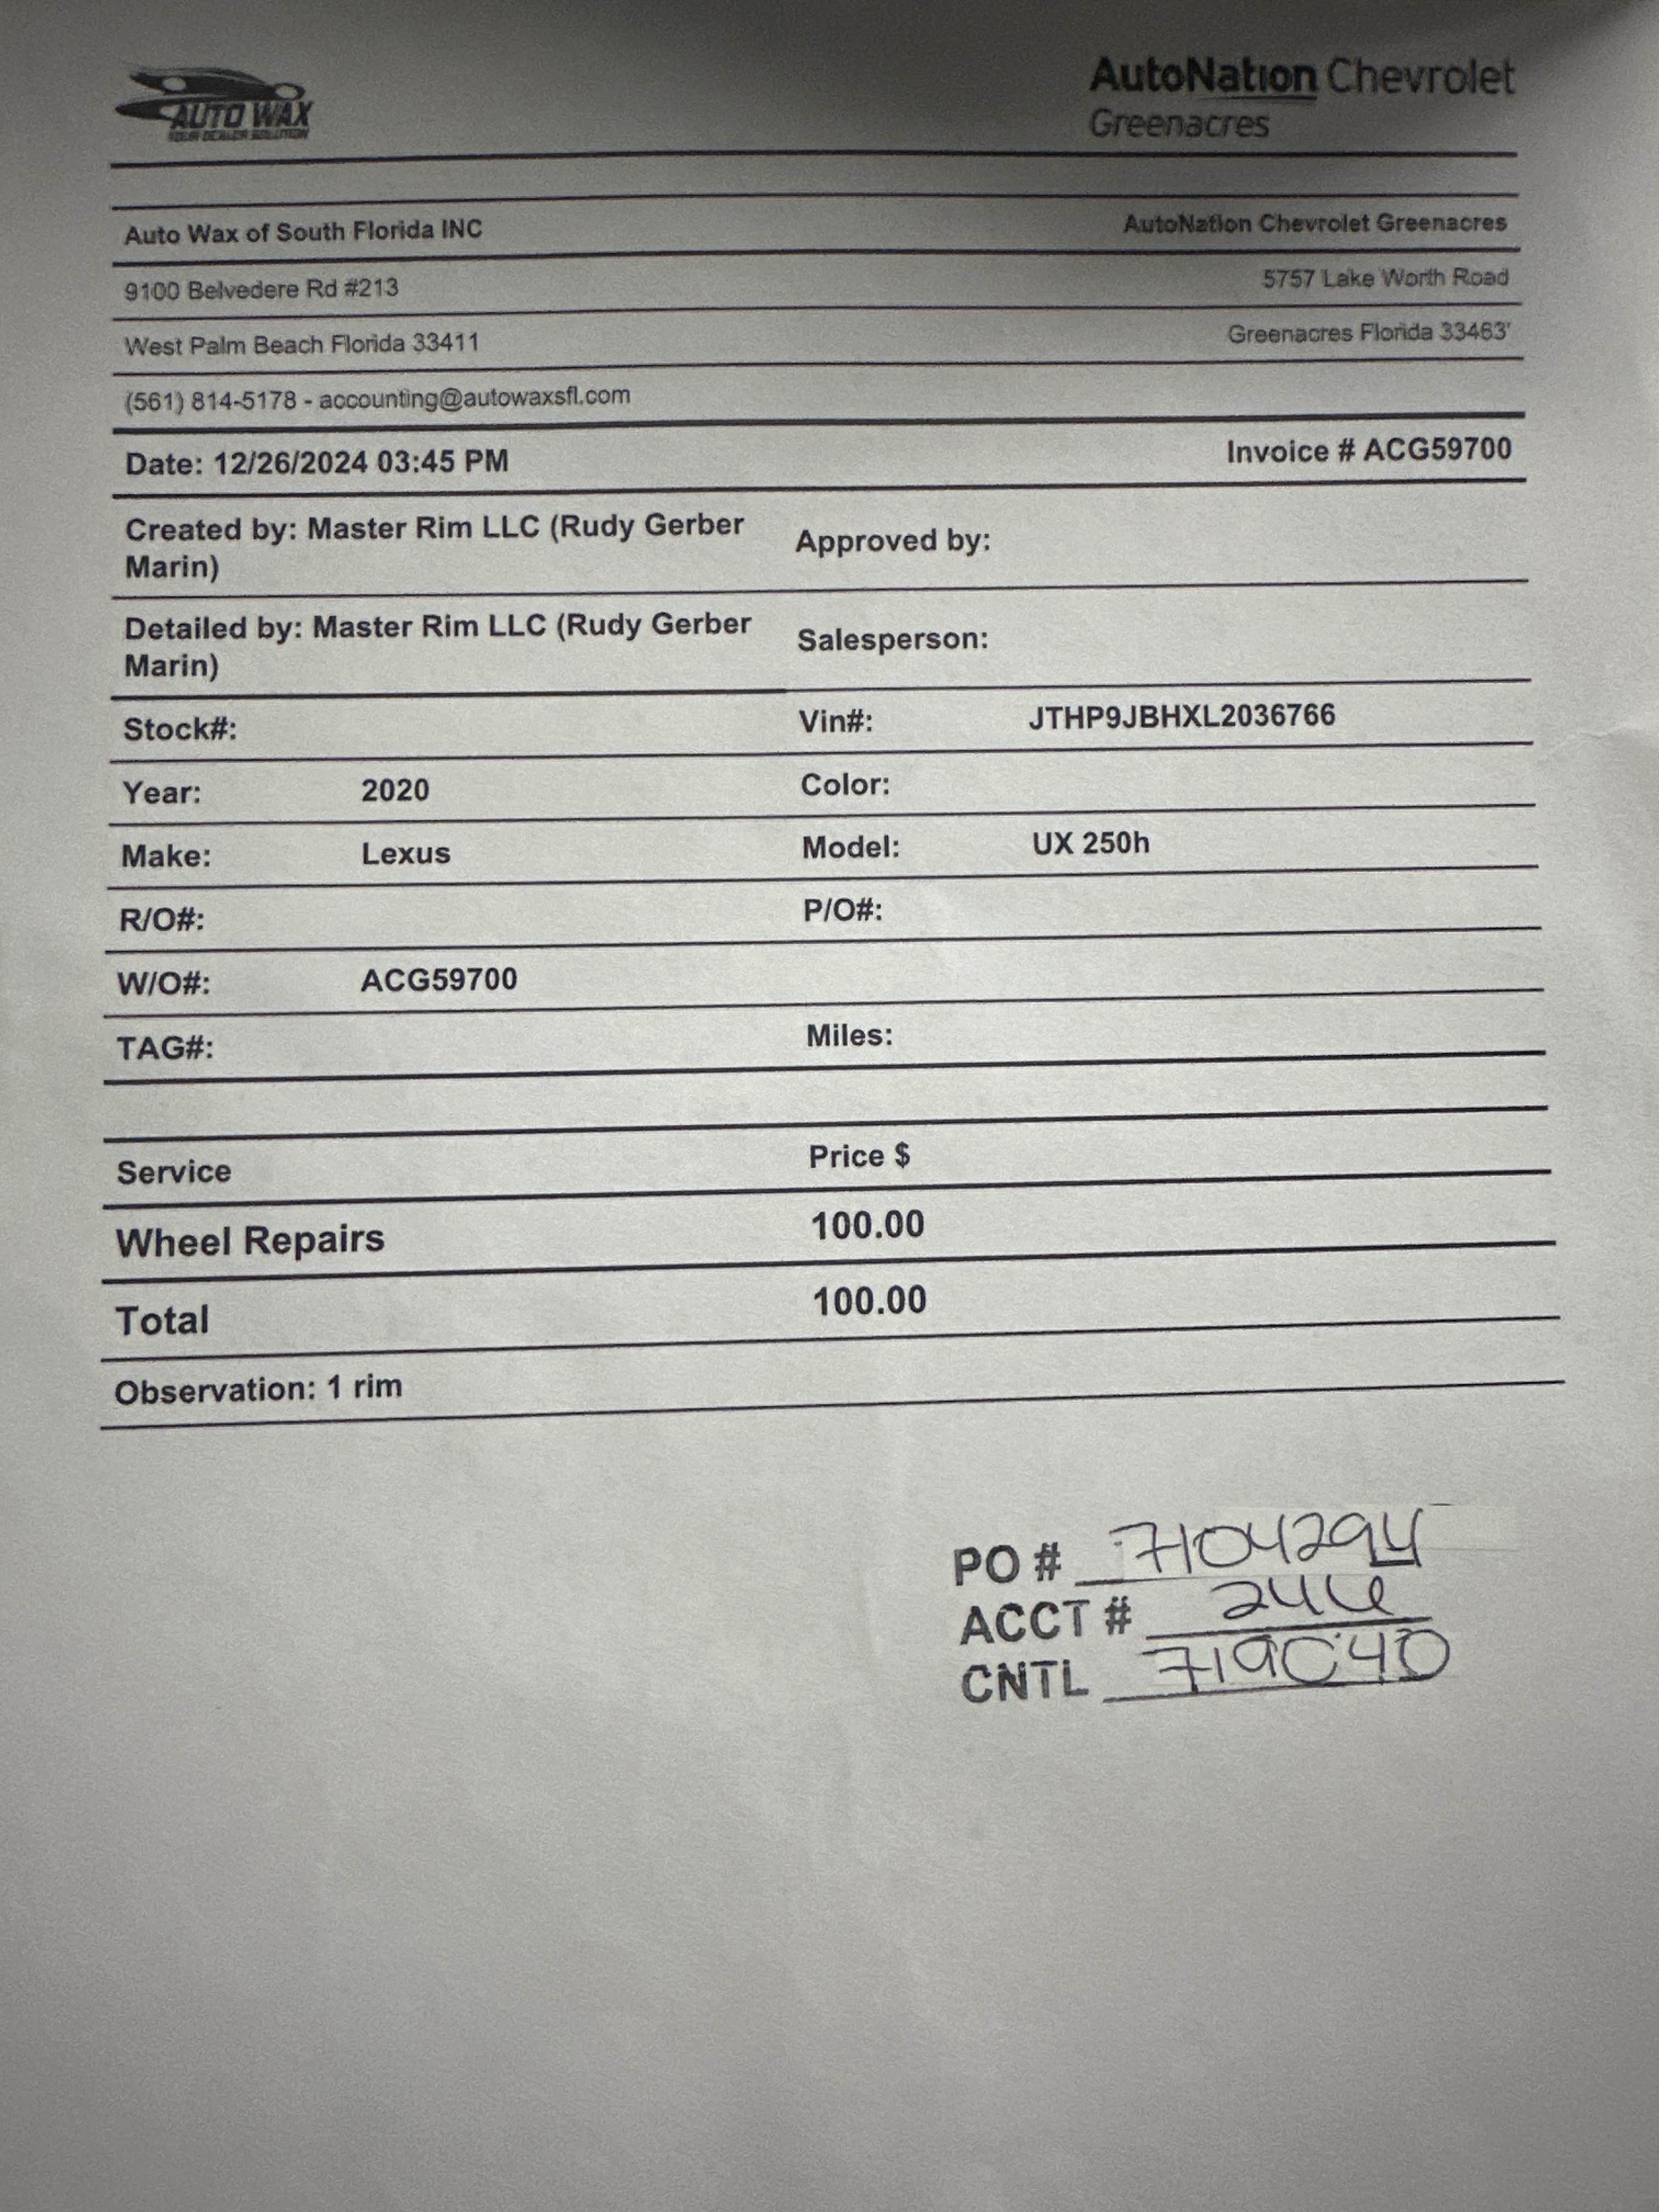 AUTO WAX
YOUR DEALER SOLUTION
AutoNation Chevrolet
Greenacres
Auto Wax of South Florida INC
AutoNation Chevrolet Greenacres
9100 Belvedere Rd #213
5757 Lake Worth Road
West Palm Beach Florida 33411
Greenacres Florida 33463'
(561) 814-5178 - accounting@autowaxsfl.com
Date: 12/26/2024 03:45 PM
Invoice # ACG59700
Created by: Master Rim LLC (Rudy Gerber
Marin)
Approved by:
Detailed by: Master Rim LLC (Rudy Gerber
Marin)
Salesperson:
Stock#:
Vin#: JTHP9JBHXL2036766
Year: 2020
Color:
Make: Lexus
Model: UX 250h
R/O#:
P/O#:
W/O#: ACG59700
TAG#:
Miles:
Service Price $
Wheel Repairs 100.00
Total 100.00
Observation: 1 rim
PO # 7104294
ACCT # 246
CNTL 719040